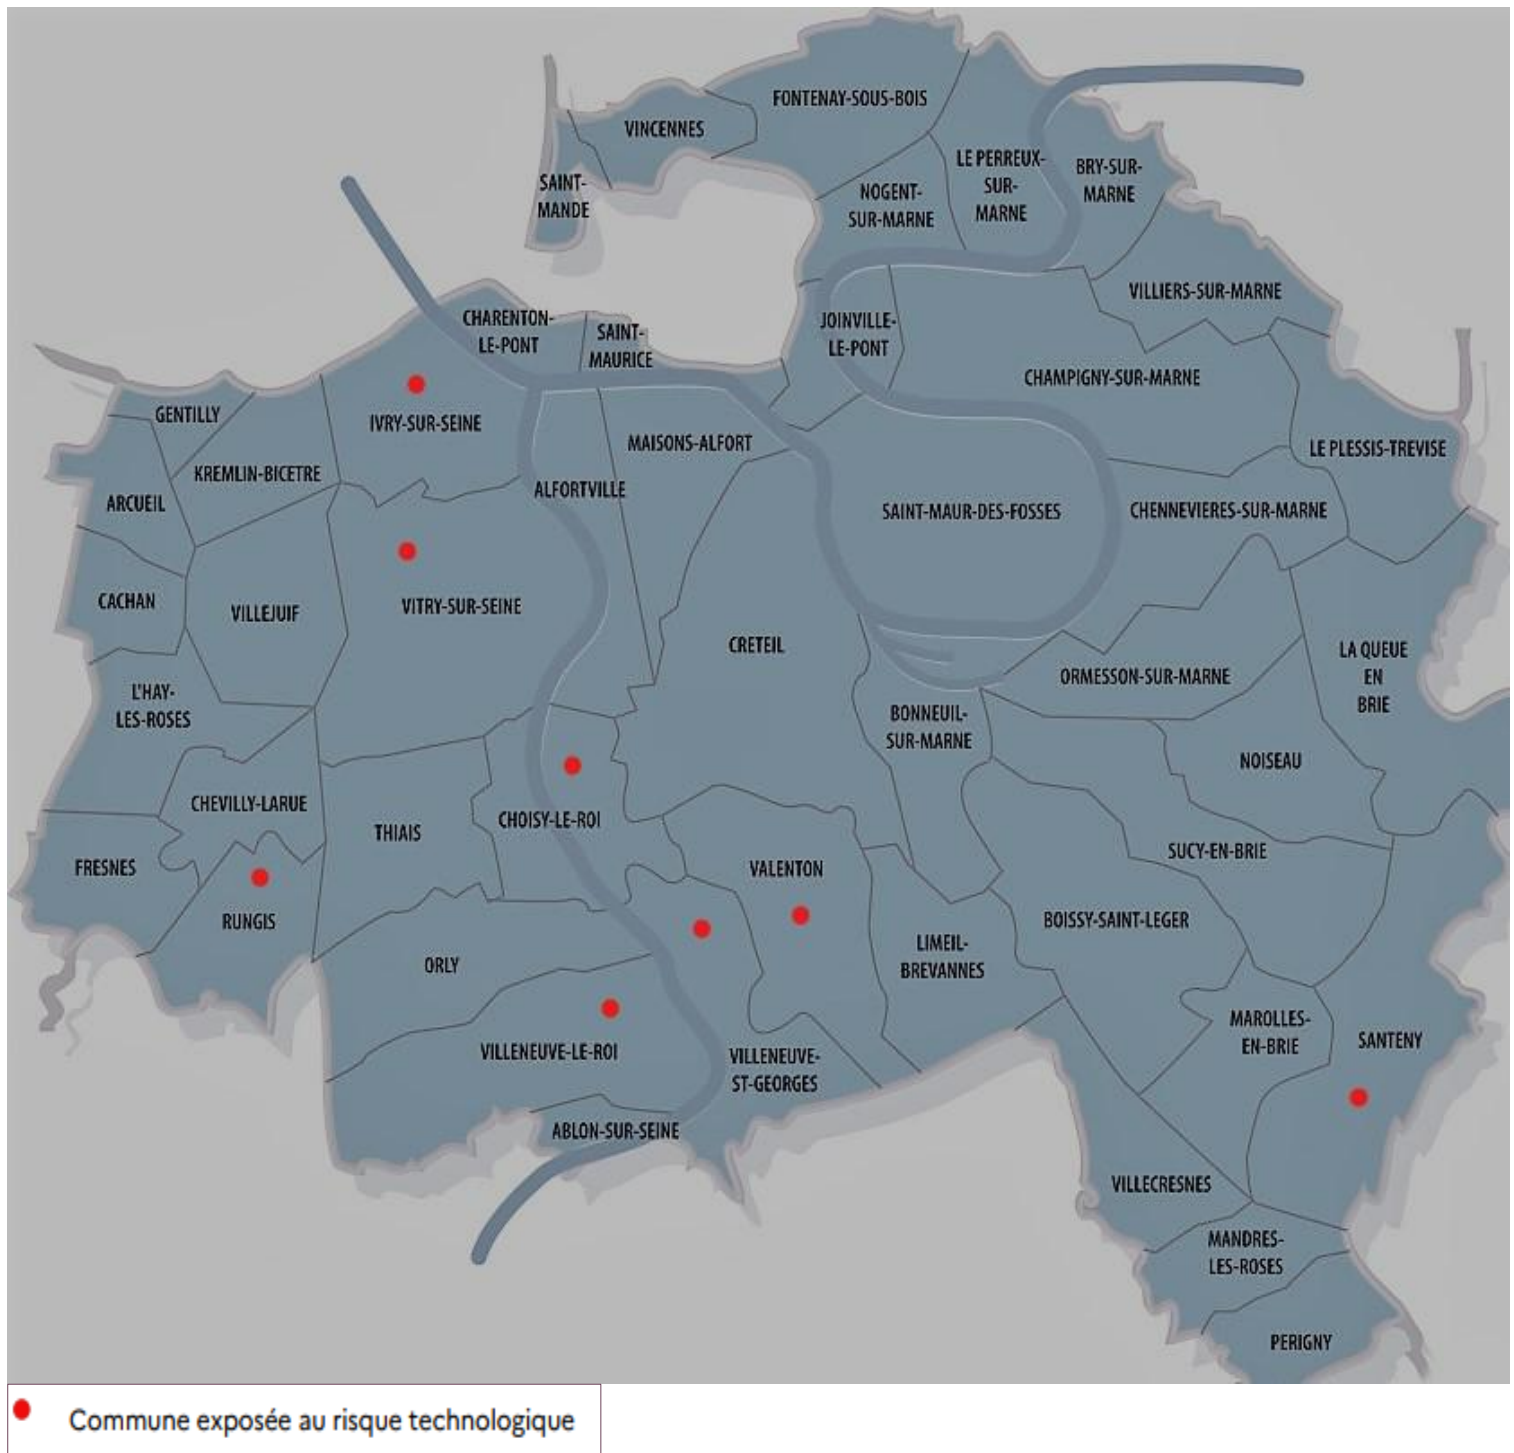 FONTENAY-SOUS-BOIS
VINCENNES
LE PERREUX-
SUR-
MARNE
BRY-SUR-
MARNE
SAINT-
MANDE
NOGENT-
SUR-MARNE
VILLIERS-SUR-MARNE
CHARENTON-
LE-PONT
SAINT-
MAURICE
JOINVILLE-
LE-PONT
CHAMPIGNY-SUR-MARNE
GENTILLY
IVRY-SUR-SEINE
MAISONS-ALFORT
LE PLESSIS-TREVISE
KREMLIN-BICETRE
ALFORTVILLE
ARCUEIL
SAINT-MAUR-DES-FOSSES
CHENNEVIERES-SUR-MARNE
CACHAN
VILLEJUIF
VITRY-SUR-SEINE
CRETEIL
LA QUEUE
EN
BRIE
ORMESSON-SUR-MARNE
L'HAY-
LES-ROSES
BONNEUIL-
SUR-MARNE
NOISEAU
CHEVILLY-LARUE
THIAIS
CHOISY-LE-ROI
SUCY-EN-BRIE
FRESNES
VALENTON
RUNGIS
BOISSY-SAINT-LEGER
ORLY
LIMEIL-
BREVANNES
MAROLLES-
EN-BRIE
SANTENY
VILLENEUVE-LE-ROI
VILLENEUVE-
ST-GEORGES
ABLON-SUR-SEINE
VILLECRESNES
MANDRES-
LES-ROSES
PERIGNY
Commune exposée au risque technologique